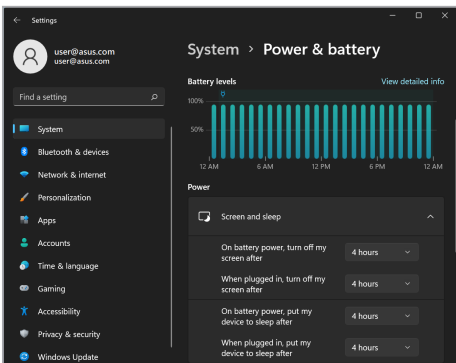 Settings
user@asus.com
user@asus.com
Find a setting
System
Bluetooth & devices
Network & internet
Personalization
Apps
Accounts
Time & language
Gaming
Accessibility
Privacy & security
Windows Update
System > Power & battery
Battery levels
View detailed info
100%
50%
12 AM 6 AM 12 PM 6 PM 12 AM
Power
Screen and sleep
On battery power, turn off my
screen after
4 hours
When plugged in, turn off my
screen after
4 hours
On battery power, put my
device to sleep after
4 hours
When plugged in, put my
device to sleep after
4 hours